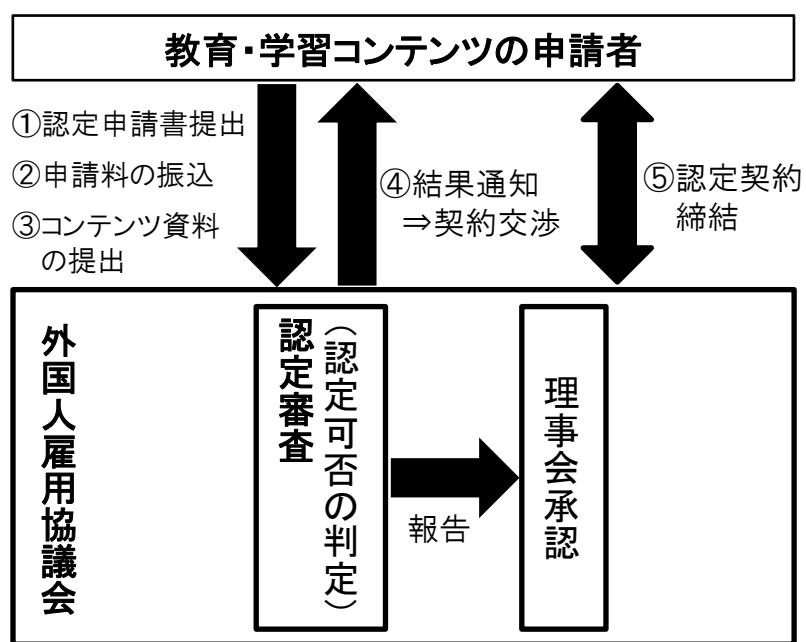 教育・学習コンテンツの申請者
①認定申請書提出
②申請料の振込
③コンテンツ資料
の提出
④結果通知
⇒契約交渉
⑤認定契約
締結
外国人雇用協議会
認定審査
（認定可否の判定）
報告
理事会承認